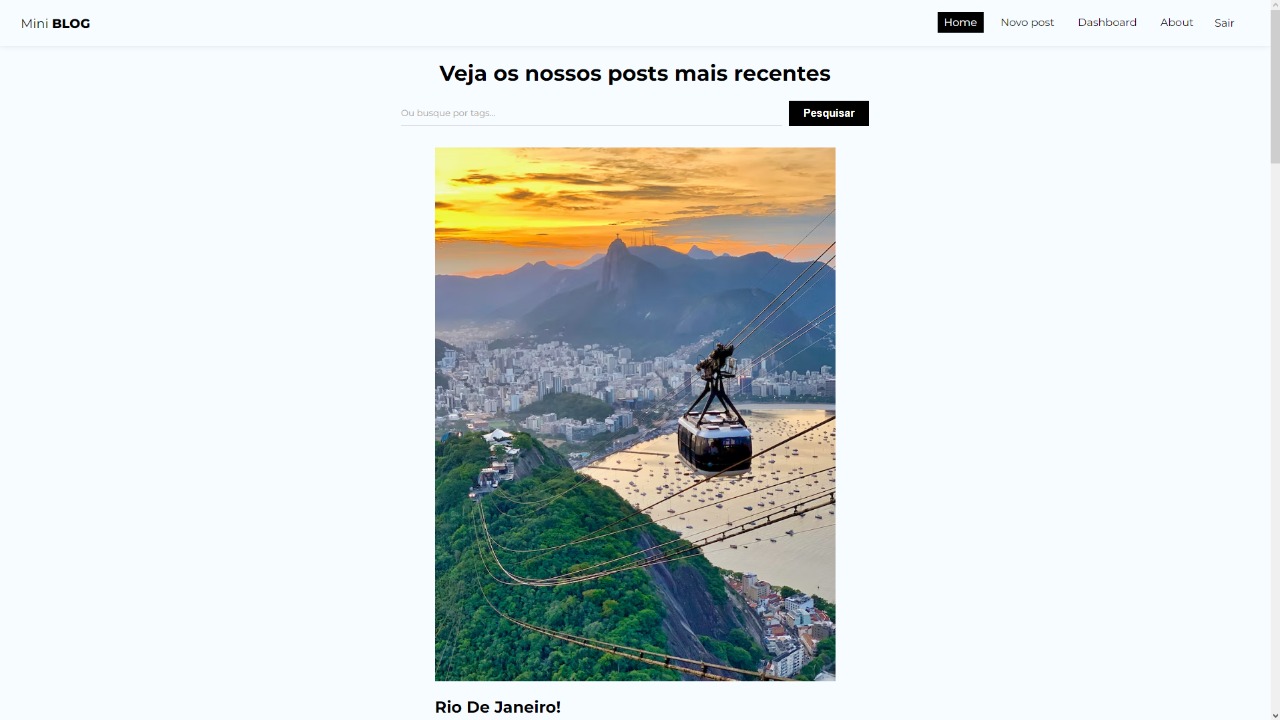 Mini BLOG
Home Novo post Dashboard About Sair
Veja os nossos posts mais recentes
Ou busque por tags...
Pesquisar
Rio De Janeiro!